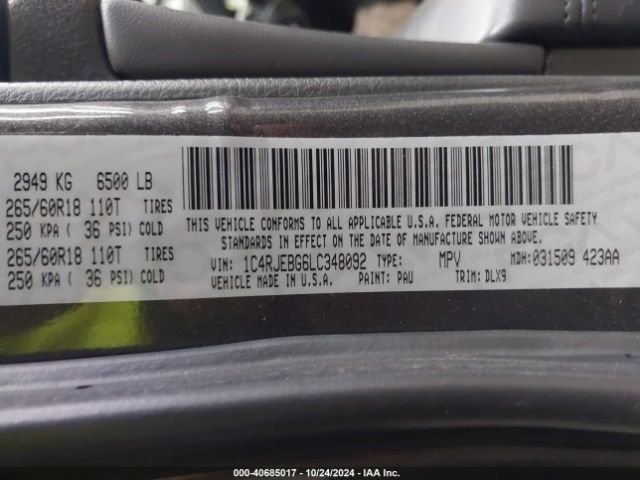 2949 KG 6500 LB
265/60R18 110T TIRES
250 KPA ( 36 PSI) COLD
265/60R18 110T TIRES
250 KPA ( 36 PSI) COLD
THIS VEHICLE CONFORMS TO ALL APPLICABLE U.S.A. FEDERAL MOTOR VEHICLE SAFETY
STANDARDS IN EFFECT ON THE DATE OF MANUFACTURE SHOWN ABOVE.
VIN: 1C4RJEBG6LC348092 TYPE: MPV MDH:031509 423AA
VEHICLE MADE IN U.S.A. PAINT: PAU TRIM: DLX9
000-40685017 - 10/24/2024 - IAA Inc.